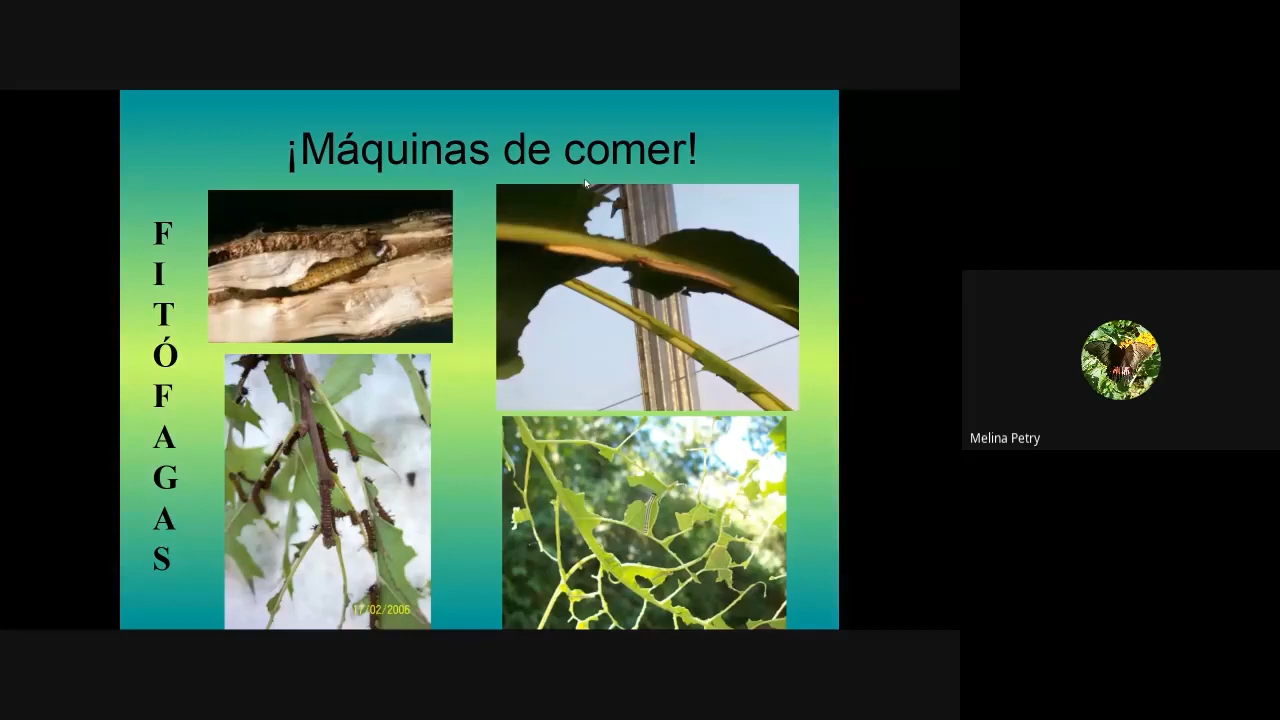 ¡Máquinas de comer!
F
I
T
Ó
F
A
G
A
S
17/02/2006
Melina Petry